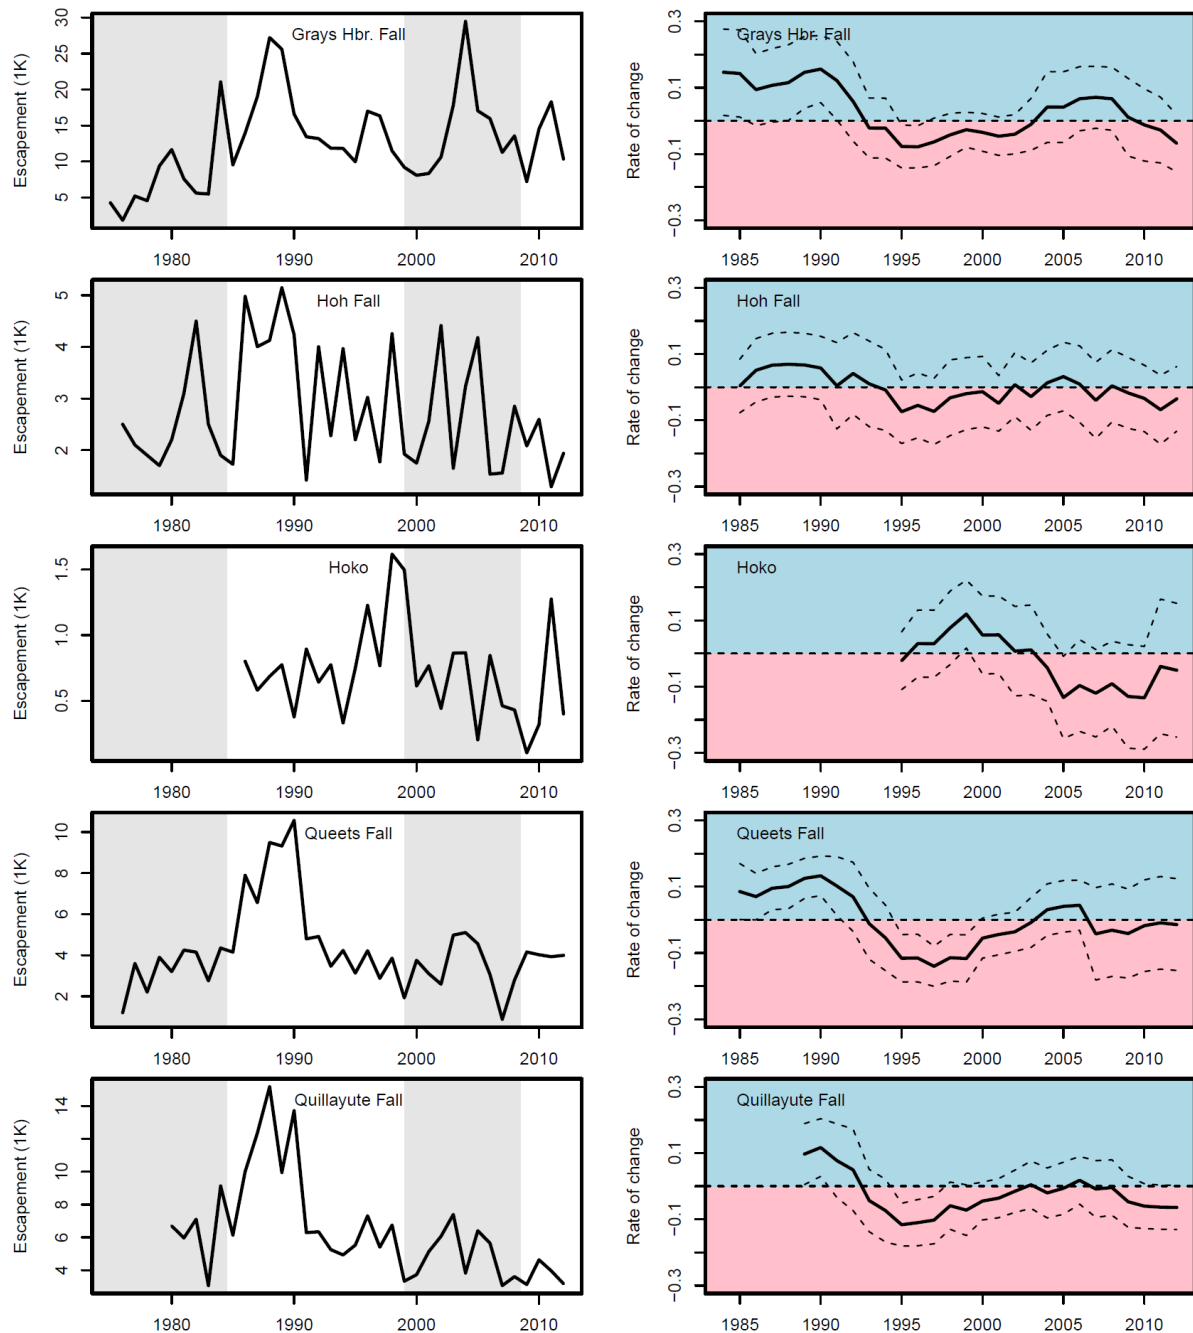 Grays Hbr. Fall
Escapement (1K)
30
25
20
15
10
5
1980 1990 2000 2010
Grays Hbr. Fall
Rate of change
0.3
0.1
−0.1
−0.3
1985 1990 1995 2000 2005 2010
Hoh Fall
Escapement (1K)
5
4
3
2
1980 1990 2000 2010
Hoh Fall
Rate of change
0.3
0.1
−0.1
−0.3
1985 1990 1995 2000 2005 2010
Hoko
Escapement (1K)
1.5
1.0
0.5
1980 1990 2000 2010
Hoko
Rate of change
0.3
0.1
−0.1
−0.3
1985 1990 1995 2000 2005 2010
Queets Fall
Escapement (1K)
10
8
6
4
2
1980 1990 2000 2010
Queets Fall
Rate of change
0.3
0.1
−0.1
−0.3
1985 1990 1995 2000 2005 2010
Quillayute Fall
Escapement (1K)
14
10
8
6
4
1980 1990 2000 2010
Quillayute Fall
Rate of change
0.3
0.1
−0.1
−0.3
1985 1990 1995 2000 2005 2010